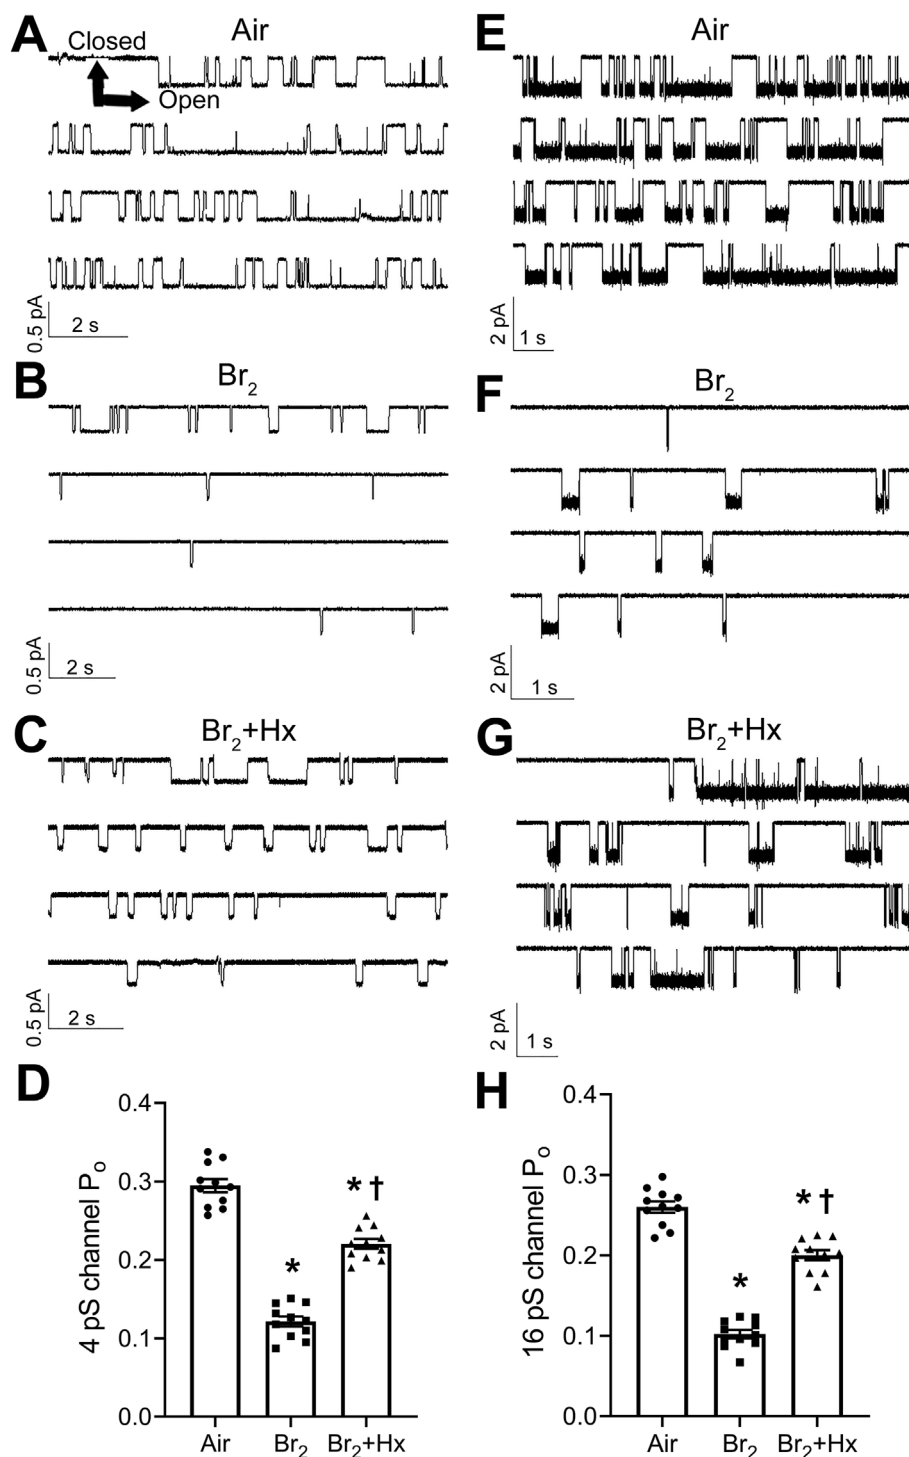 A
Air
Closed
Open
0.5 pA
2 s
B
Br2
0.5 pA
2 s
C
Br2+Hx
0.5 pA
2 s
D
4 pS channel Po
0.4
0.3
0.2
0.1
0.0
*
* †
Air
Br2
Br2+Hx
E
Air
2 pA
1 s
F
Br2
2 pA
1 s
G
Br2+Hx
2 pA
1 s
H
16 pS channel Po
0.4
0.3
0.2
0.1
0.0
*
* †
Air
Br2
Br2+Hx